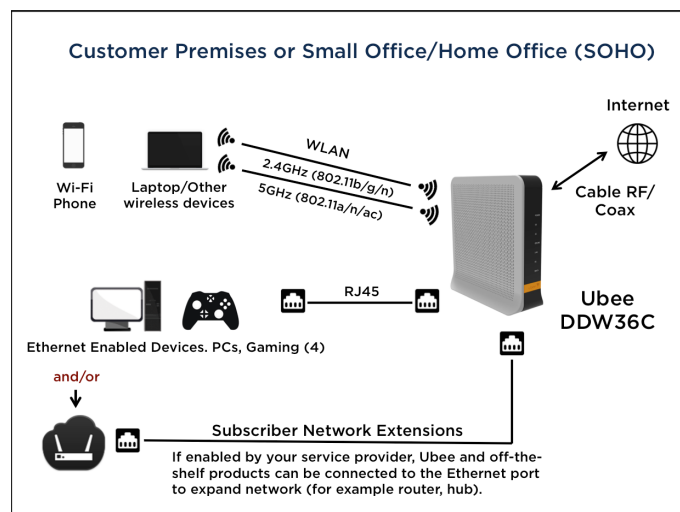 Customer Premises or Small Office/Home Office (SOHO)
Internet
WLAN
2.4GHz (802.11b/g/n)
5GHz (802.11a/n/ac)
Wi-Fi
Phone
Laptop/Other
wireless devices
Cable RF/
Coax
RJ45
Ubee
DDW36C
Ethernet Enabled Devices. PCs, Gaming (4)
and/or
Subscriber Network Extensions
If enabled by your service provider, Ubee and off-the-
shelf products can be connected to the Ethernet port
to expand network (for example router, hub).